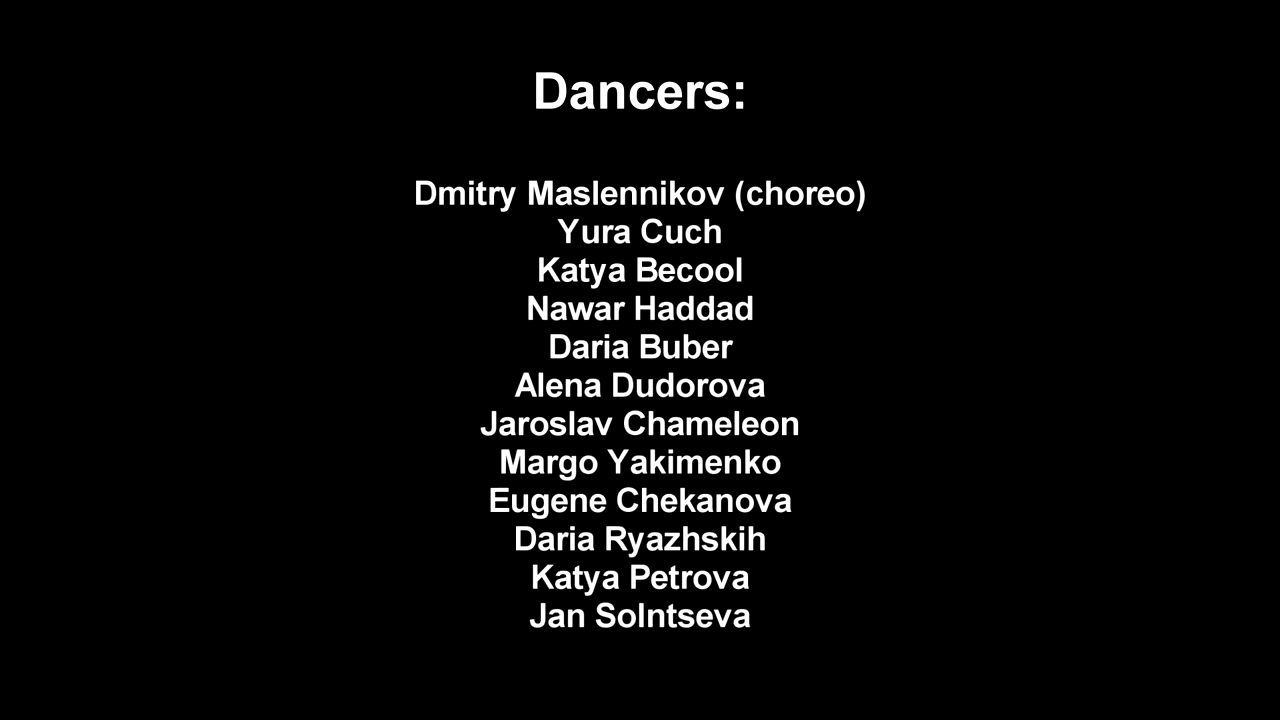 Dancers:
Dmitry Maslennikov (choreo)
Yura Cuch
Katya Becool
Nawar Haddad
Daria Buber
Alena Dudorova
Jaroslav Chameleon
Margo Yakimenko
Eugene Chekanova
Daria Ryazhskih
Katya Petrova
Jan Solntseva